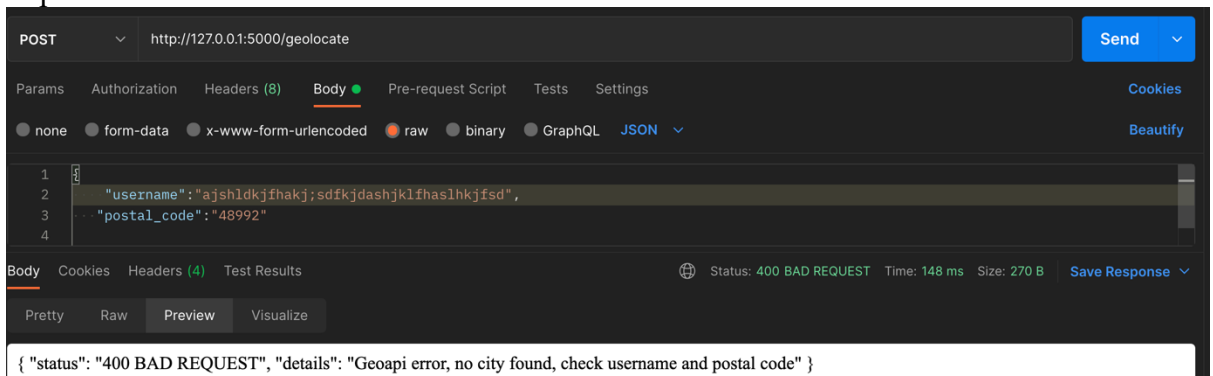 POST http://127.0.0.1:5000/geolocate Send
Params Authorization Headers (8) Body Pre-request Script Tests Settings Cookies
none form-data x-www-form-urlencoded raw binary GraphQL JSON Beautify
1 {
2 "username":"ajshldkjfhakj;sdfkjdashjklfhaslhkjfsd",
3 "postal_code":"48992"
4
Body Cookies Headers (4) Test Results Status: 400 BAD REQUEST Time: 148 ms Size: 270 B Save Response
Pretty Raw Preview Visualize
{ "status": "400 BAD REQUEST", "details": "Geoapi error, no city found, check username and postal code" }